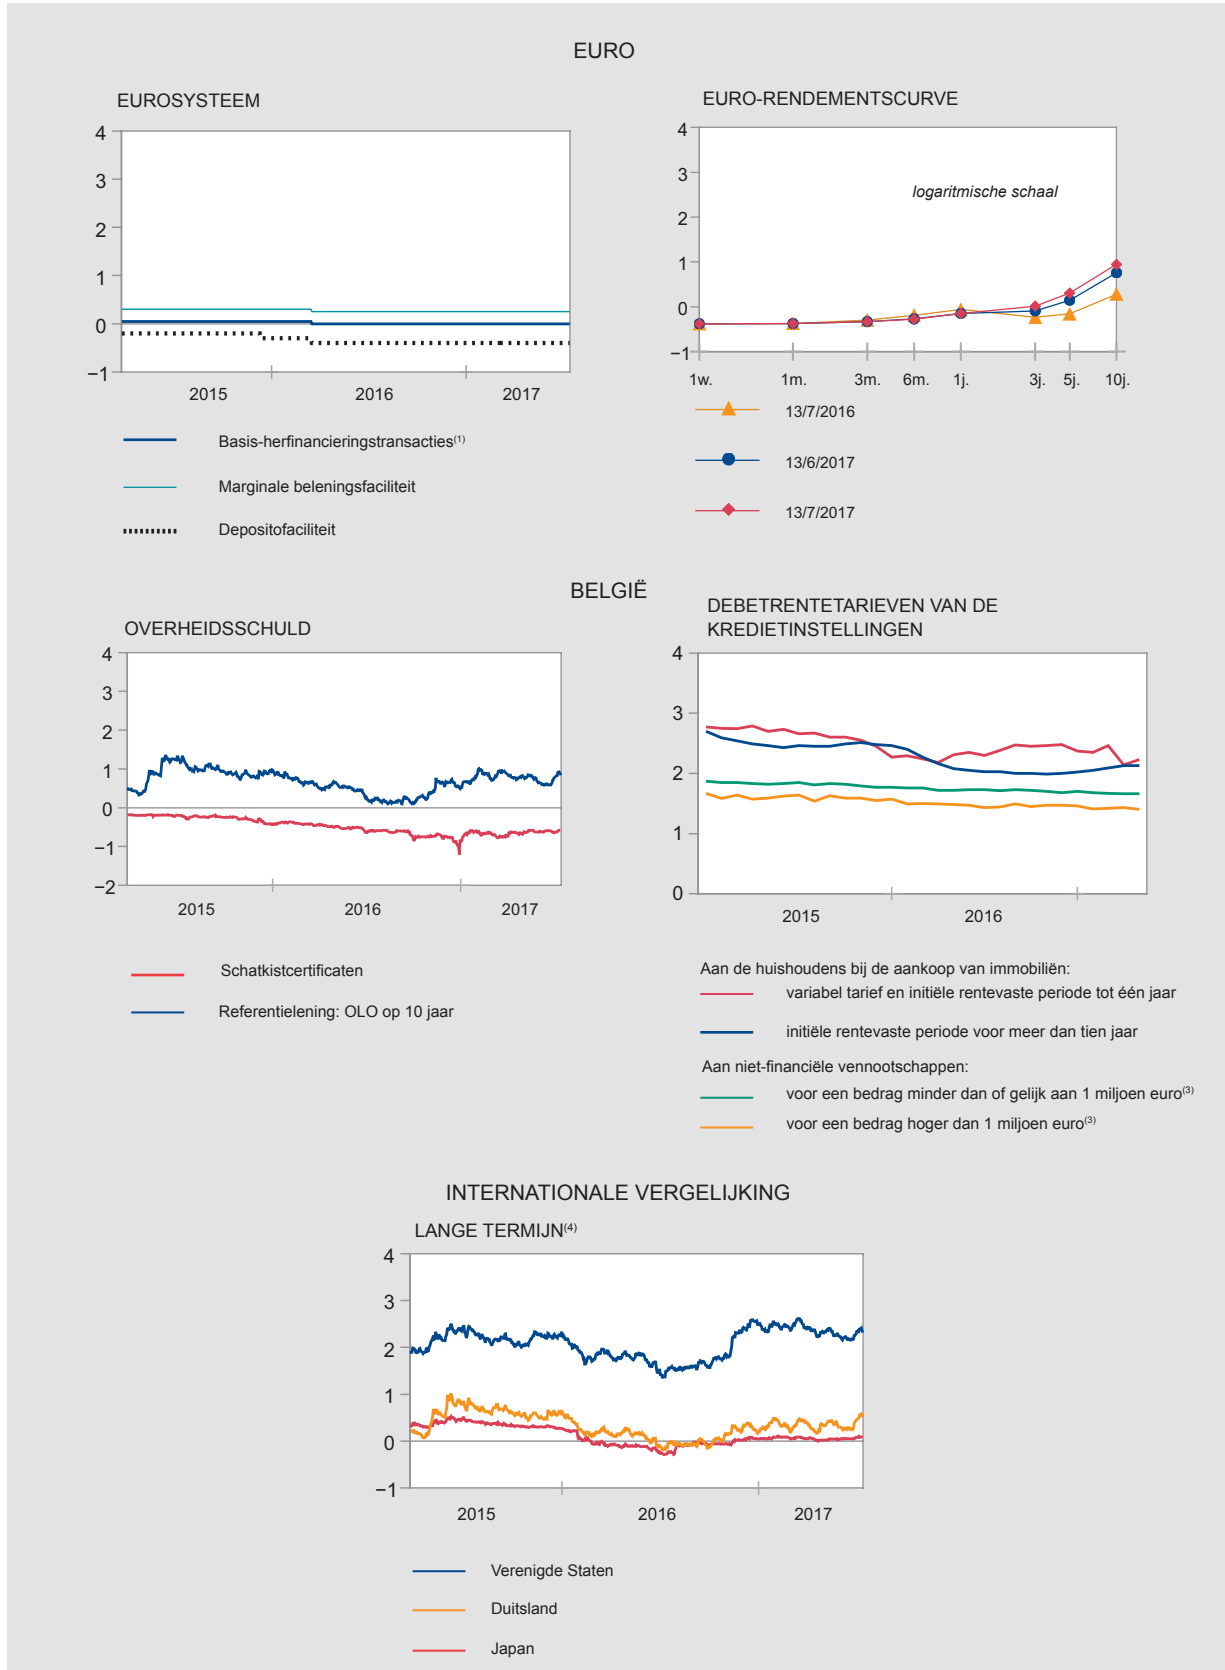 EURO
EUROSYSTEEM
4
3
2
1
0
−1
2015 2016 2017
Basis-herfinancieringstransacties(1)
Marginale beleningsfaciliteit
Depositofaciliteit
EURO-RENDEMENTSCURVE
4
3
2
1
0
−1
logaritmische schaal
1w. 1m. 3m. 6m. 1j. 3j. 5j. 10j.
13/7/2016
13/6/2017
13/7/2017
BELGIË
OVERHEIDSSCHULD
4
3
2
1
0
−1
−2
2015 2016 2017
Schatkistcertificaten
Referentielening: OLO op 10 jaar
DEBETRENTETARIEVEN VAN DE
KREDIETINSTELLINGEN
4
3
2
1
0
2015 2016
Aan de huishoudens bij de aankoop van immobiliën:
variabel tarief en initiële rentevaste periode tot één jaar
initiële rentevaste periode voor meer dan tien jaar
Aan niet-financiële vennootschappen:
voor een bedrag minder dan of gelijk aan 1 miljoen euro(3)
voor een bedrag hoger dan 1 miljoen euro(3)
INTERNATIONALE VERGELIJKING
LANGE TERMIJN(4)
4
3
2
1
0
−1
2015 2016 2017
Verenigde Staten
Duitsland
Japan